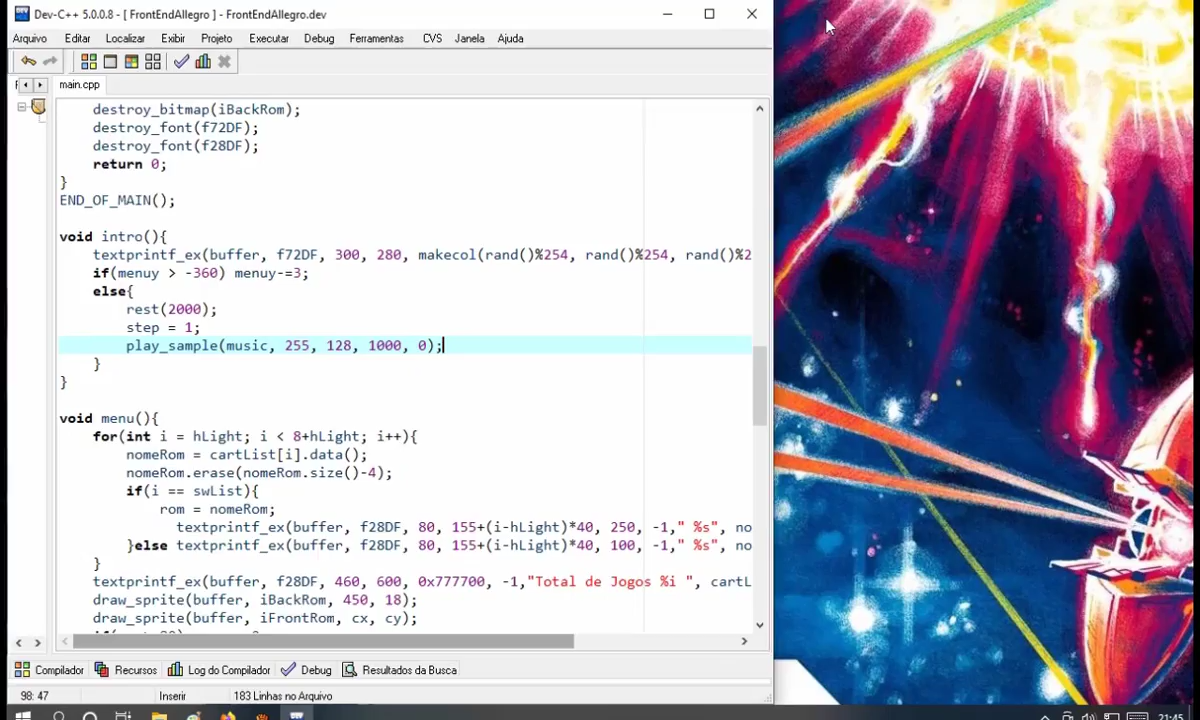 Dev-C++ 5.0.0.8 - [ FrontEndAllegro ] - FrontEndAllegro.dev
Arquivo Editar Localizar Exibir Projeto Executar Debug Ferramentas CVS Janela Ajuda
main.cpp
destroy_bitmap(iBackRom);
destroy_font(f72DF);
destroy_font(f28DF);
return 0;
}
END_OF_MAIN();
void intro(){
textprintf_ex(buffer, f72DF, 300, 280, makecol(rand()%254, rand()%254, rand()%2
if(menuy > -360) menuy-=3;
else{
rest(2000);
step = 1;
play_sample(music, 255, 128, 1000, 0);
}
}
void menu(){
for(int i = hLight; i < 8+hLight; i++){
nomeRom = cartList[i].data();
nomeRom.erase(nomeRom.size()-4);
if(i == swList){
rom = nomeRom;
textprintf_ex(buffer, f28DF, 80, 155+(i-hLight)*40, 250, -1," %s", no
}else textprintf_ex(buffer, f28DF, 80, 155+(i-hLight)*40, 100, -1," %s", no
}
textprintf_ex(buffer, f28DF, 460, 600, 0x777700, -1,"Total de Jogos %i ", cartL
draw_sprite(buffer, iBackRom, 450, 18);
draw_sprite(buffer, iFrontRom, cx, cy);
Compilador Recursos Log do Compilador Debug Resultados da Busca
98: 47 Inserir 183 Linhas no Arquivo
21:45